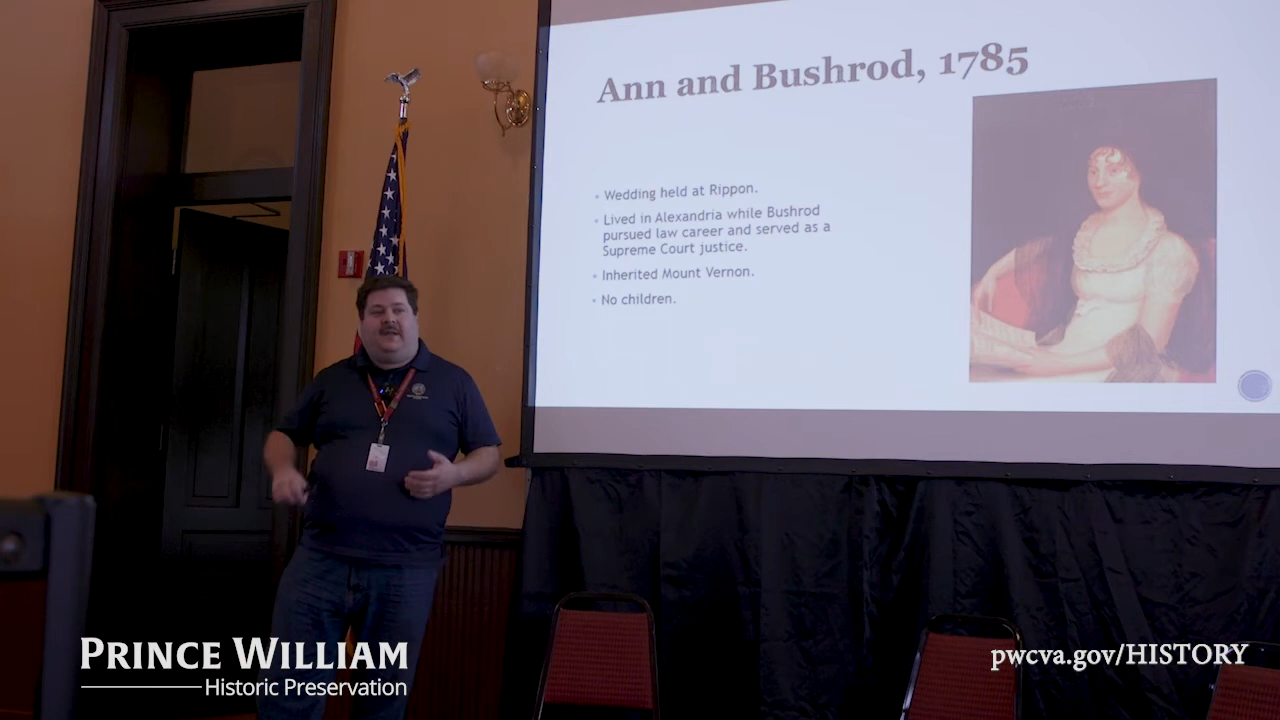 Ann and Bushrod, 1785
Wedding held at Rippon.
Lived in Alexandria while Bushrod
pursued law career and served as a
Supreme Court justice.
Inherited Mount Vernon.
No children.
PRINCE WILLIAM
Historic Preservation
pwcva.gov/HISTORY